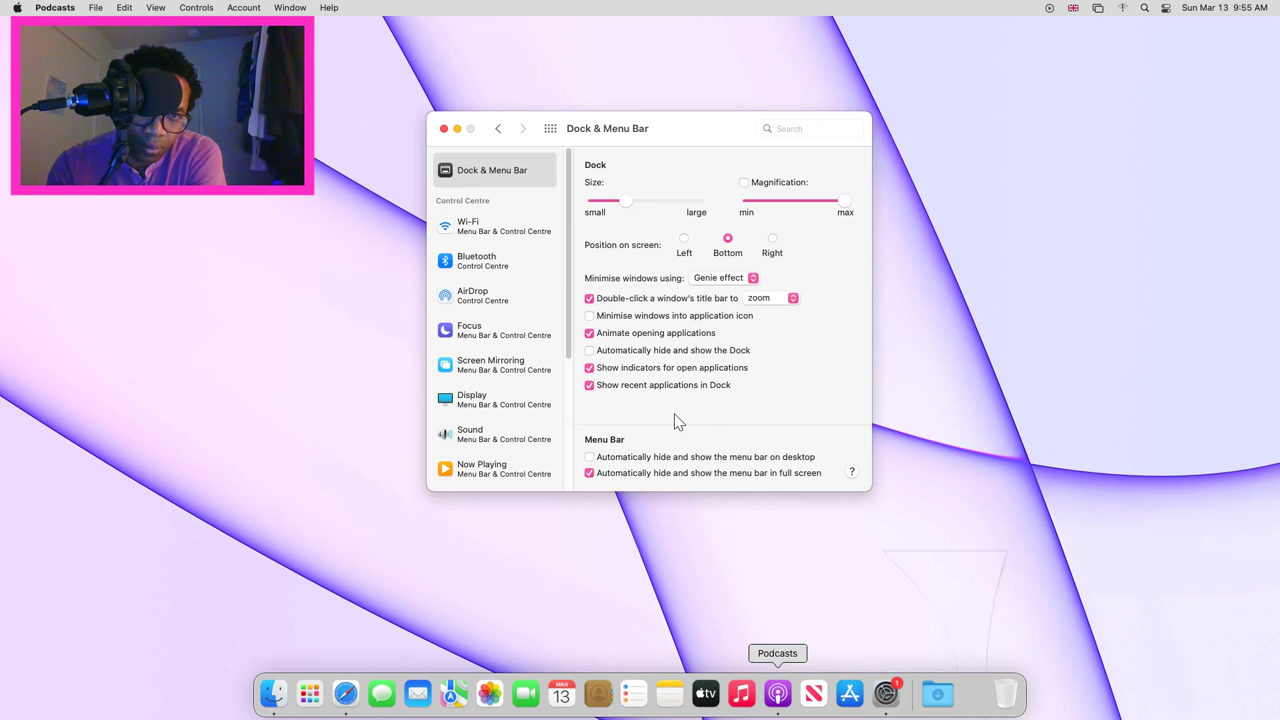 Podcasts File Edit View Controls Account Window Help Sun Mar 13 9:55 AM
Dock & Menu Bar Search
Dock & Menu Bar
Control Centre
Wi-Fi
Menu Bar & Control Centre
Bluetooth
Control Centre
AirDrop
Control Centre
Focus
Menu Bar & Control Centre
Screen Mirroring
Menu Bar & Control Centre
Display
Menu Bar & Control Centre
Sound
Menu Bar & Control Centre
Now Playing
Menu Bar & Control Centre
Dock
Size: Magnification:
small large min max
Position on screen:
Left Bottom Right
Minimise windows using: Genie effect
Double-click a window's title bar to zoom
Minimise windows into application icon
Animate opening applications
Automatically hide and show the Dock
Show indicators for open applications
Show recent applications in Dock
Menu Bar
Automatically hide and show the menu bar on desktop
Automatically hide and show the menu bar in full screen ?
Podcasts
MAR
13
tv
1